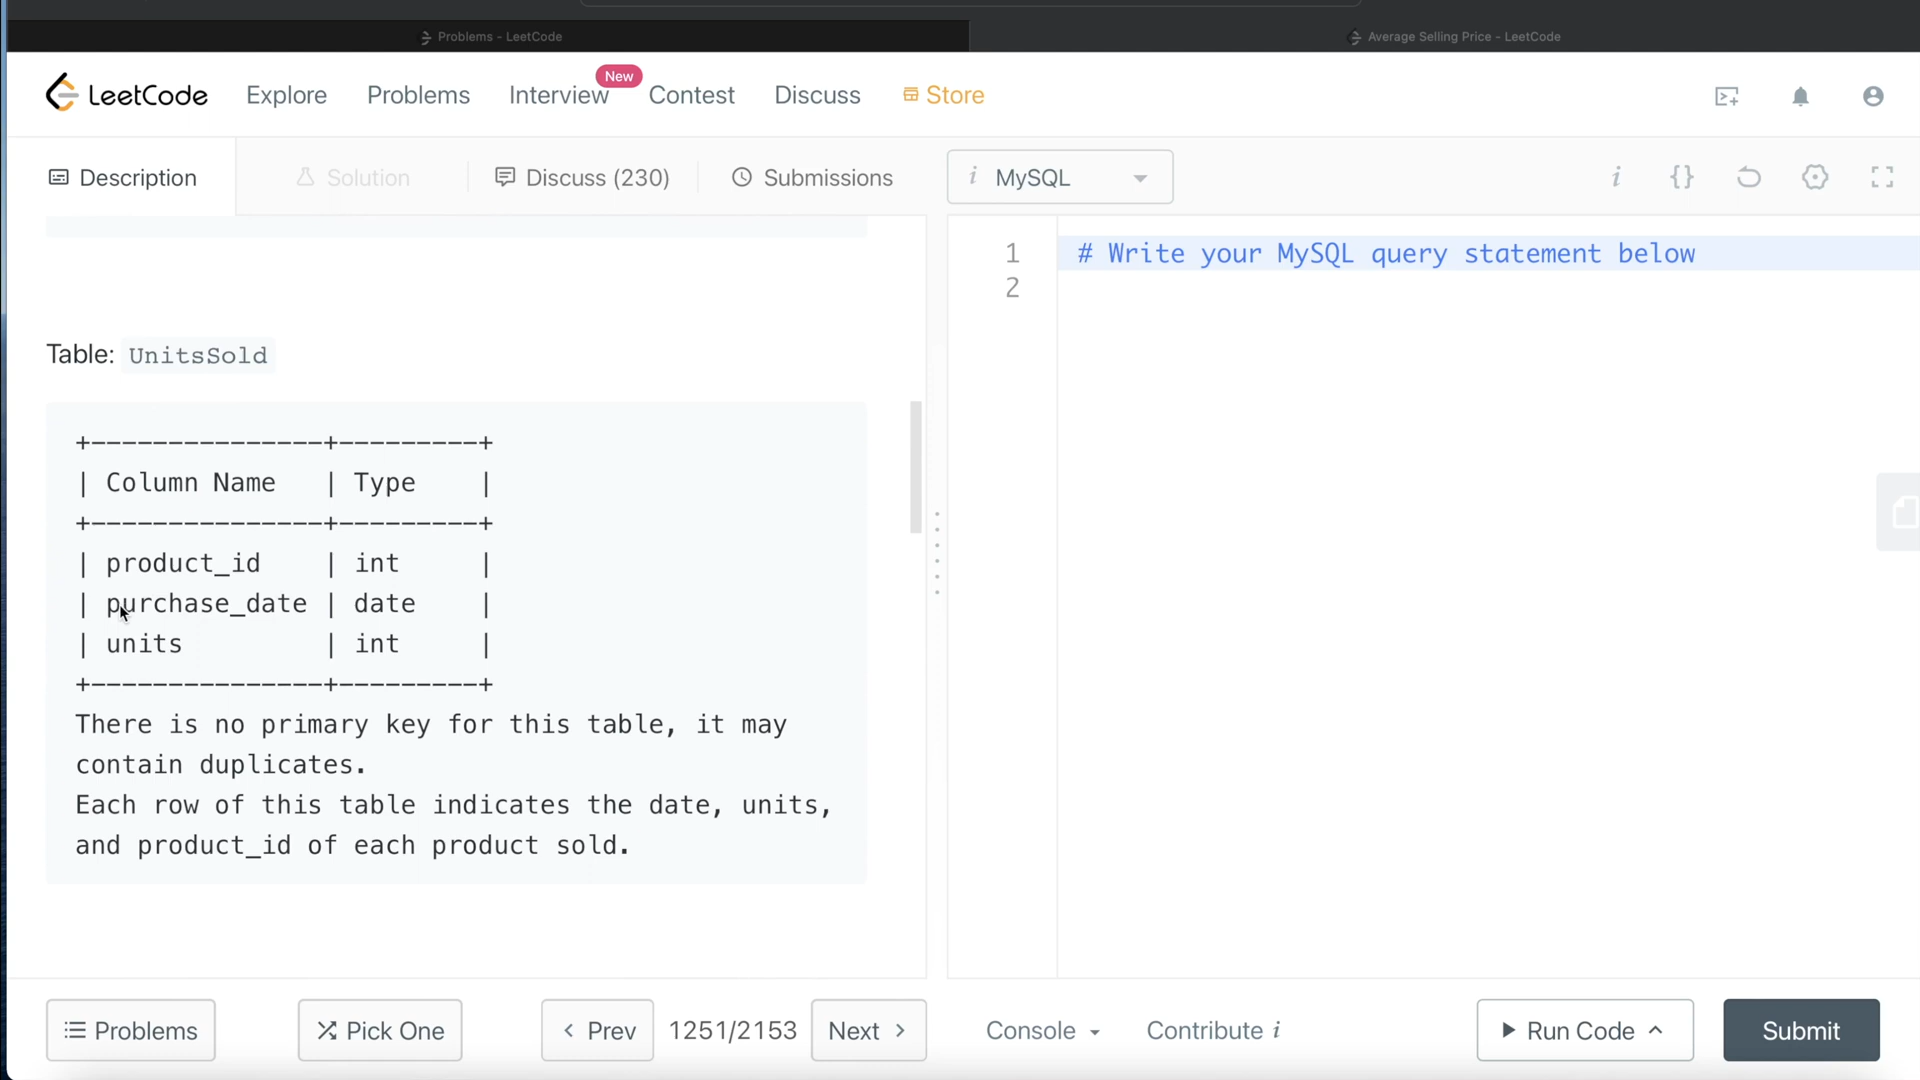 Problems - LeetCode
Average Selling Price - LeetCode
LeetCode Explore Problems Interview New Contest Discuss Store
Description Solution Discuss (230) Submissions i MySQL i {}
1 # Write your MySQL query statement below
2
Table: UnitsSold
+---------------+---------+
| Column Name   | Type    |
+---------------+---------+
| product_id    | int     |
| purchase_date | date    |
| units         | int     |
+---------------+---------+
There is no primary key for this table, it may
contain duplicates.
Each row of this table indicates the date, units,
and product_id of each product sold.
Problems Pick One < Prev 1251/2153 Next > Console Contribute i Run Code Submit